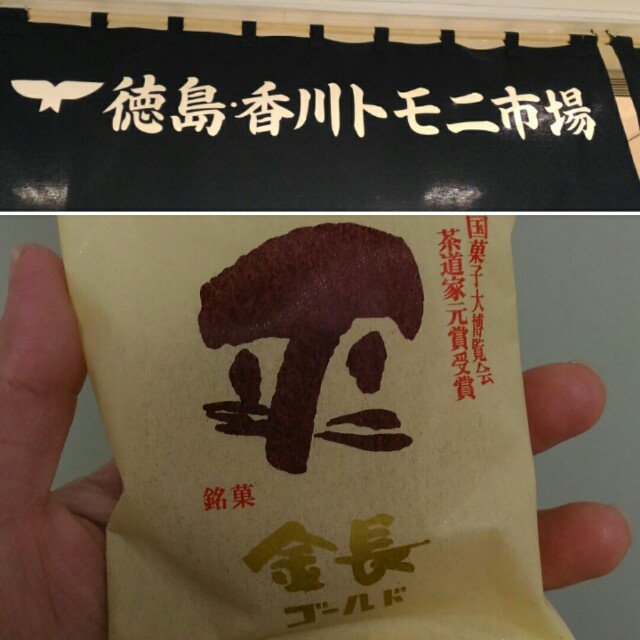 徳島・香川トモニ市場
国菓子大博覧会
茶道家元賞受賞
銘菓
金長
ゴールド